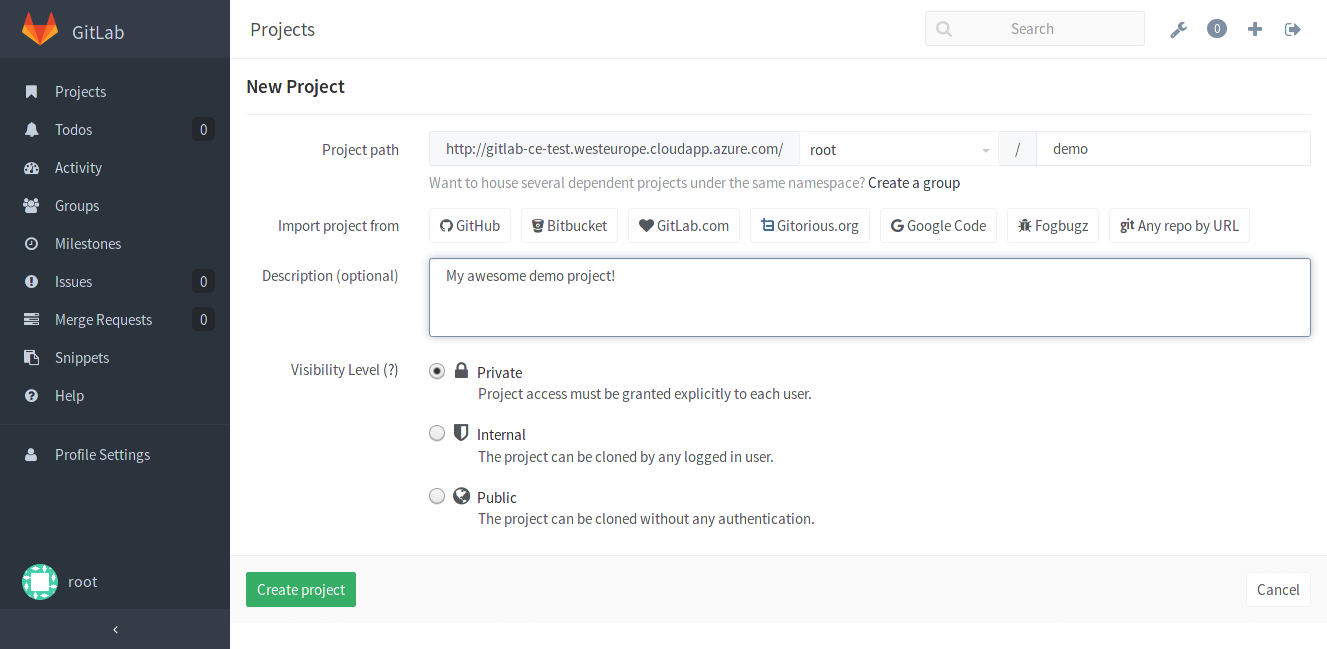 GitLab
Projects
Todos 0
Activity
Groups
Milestones
Issues 0
Merge Requests 0
Snippets
Help
Profile Settings
root
Projects
Search
0
New Project
Project path http://gitlab-ce-test.westeurope.cloudapp.azure.com/ root / demo
Want to house several dependent projects under the same namespace? Create a group
Import project from GitHub Bitbucket GitLab.com Gitorious.org Google Code Fogbugz git Any repo by URL
Description (optional) My awesome demo project!
Visibility Level (?) Private
Project access must be granted explicitly to each user.
Internal
The project can be cloned by any logged in user.
Public
The project can be cloned without any authentication.
Create project Cancel